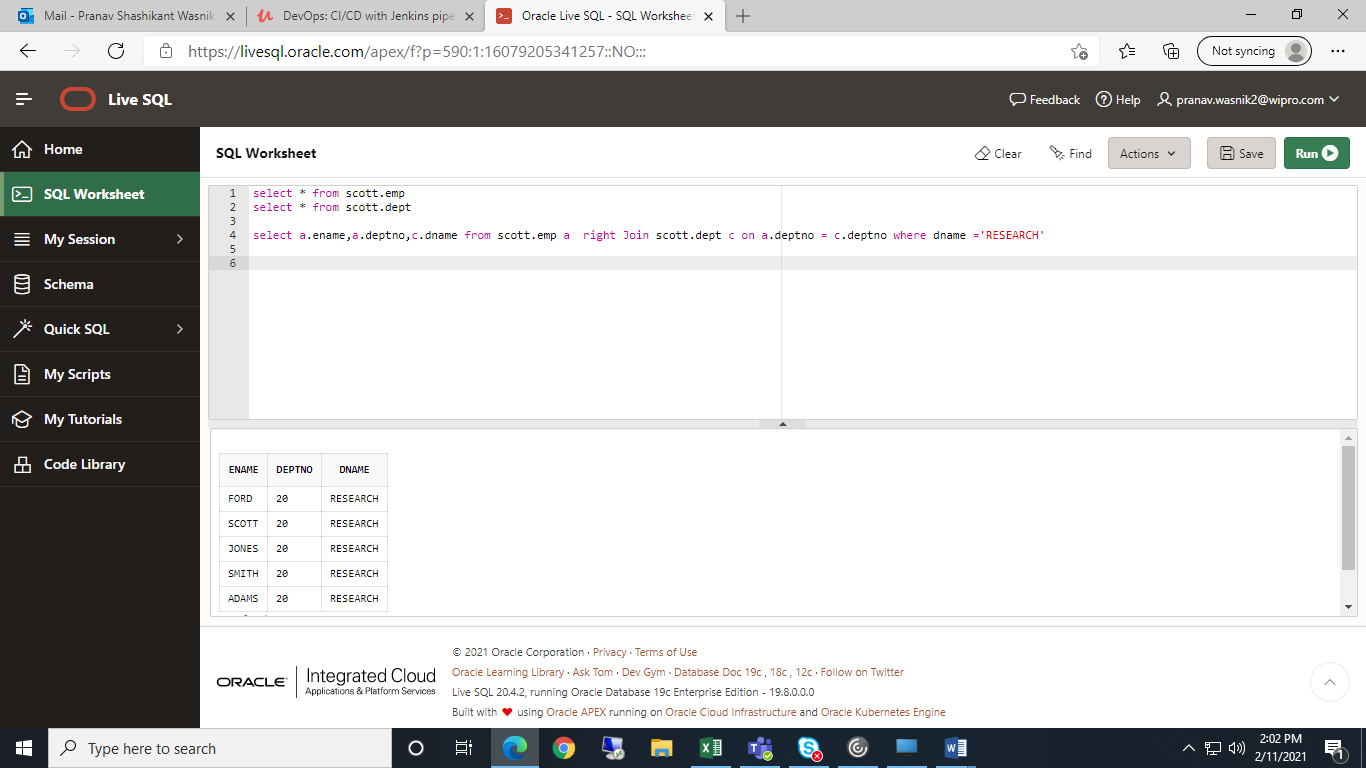 Mail - Pranav Shashikant Wasnik
DevOps: CI/CD with Jenkins pipe
Oracle Live SQL - SQL Worksheet
https://livesql.oracle.com/apex/f?p=590:1:16079205341257::NO:::
Not syncing
Live SQL
Feedback
Help
pranav.wasnik2@wipro.com
Home
SQL Worksheet
My Session
Schema
Quick SQL
My Scripts
My Tutorials
Code Library
SQL Worksheet
Clear
Find
Actions
Save
Run
1 select * from scott.emp
2 select * from scott.dept
3
4 select a.ename,a.deptno,c.dname from scott.emp a  right Join scott.dept c on a.deptno = c.deptno where dname ='RESEARCH'
5
6
ENAME DEPTNO DNAME
FORD 20 RESEARCH
SCOTT 20 RESEARCH
JONES 20 RESEARCH
SMITH 20 RESEARCH
ADAMS 20 RESEARCH
ORACLE Integrated Cloud
Applications & Platform Services
© 2021 Oracle Corporation · Privacy · Terms of Use
Oracle Learning Library · Ask Tom · Dev Gym · Database Doc 19c , 18c , 12c · Follow on Twitter
Live SQL 20.4.2, running Oracle Database 19c Enterprise Edition - 19.8.0.0.0
Built with ❤ using Oracle APEX running on Oracle Cloud Infrastructure and Oracle Kubernetes Engine
Type here to search
2:02 PM
2/11/2021
1